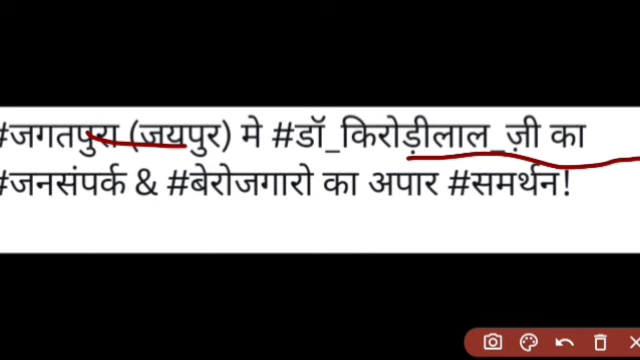 #जगतपुरा (जयपुर) मे #डॉ_किरोड़ीलाल_ज़ी का
#जनसंपर्क & #बेरोजगारो का अपार #समर्थन!